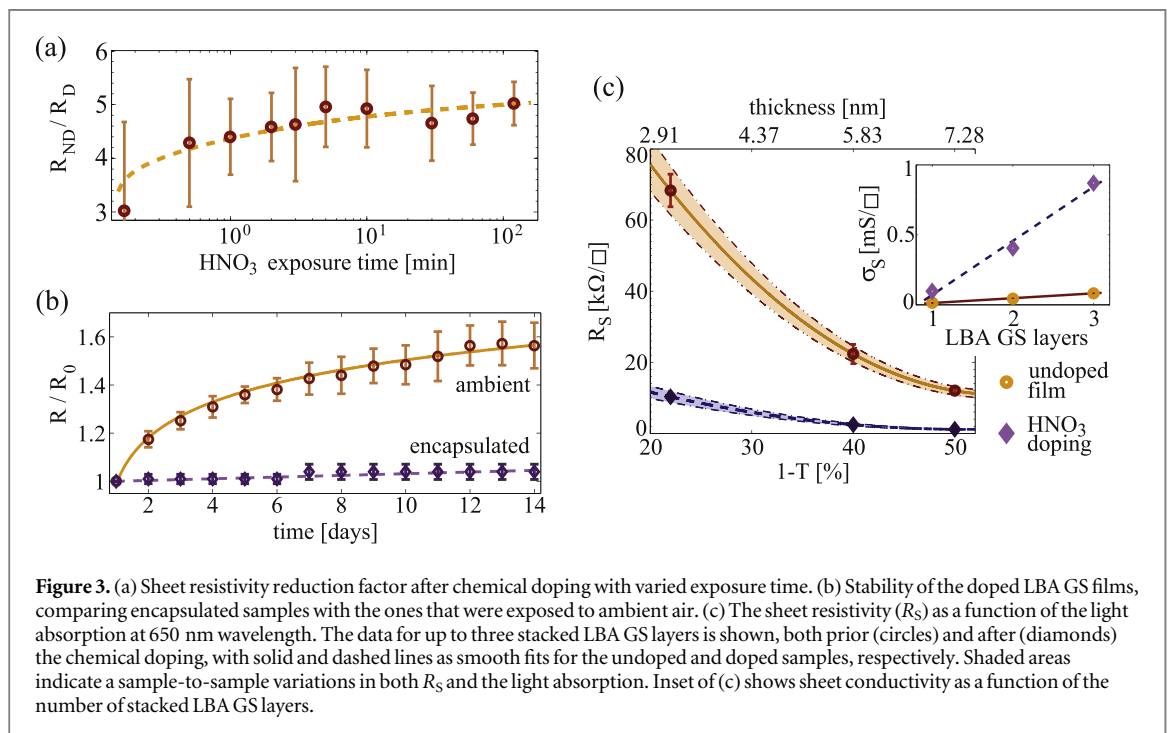 (a)
6
5
4
3
R_ND / R_D
10^0
10^1
10^2
HNO_3 exposure time [min]
(b)
1.6
1.4
1.2
1
R / R_0
ambient
encapsulated
2
4
6
8
10
12
14
time [days]
(c)
thickness [nm]
2.91
4.37
5.83
7.28
80
60
40
20
0
R_S [kΩ/□]
20
30
40
50
1-T [%]
1
0.5
0
σ_S [mS/□]
1
2
3
LBA GS layers
undoped
film
HNO_3
doping
Figure 3. (a) Sheet resistivity reduction factor after chemical doping with varied exposure time. (b) Stability of the doped LBA GS films,
comparing encapsulated samples with the ones that were exposed to ambient air. (c) The sheet resistivity (R_S) as a function of the light
absorption at 650 nm wavelength. The data for up to three stacked LBA GS layers is shown, both prior (circles) and after (diamonds)
the chemical doping, with solid and dashed lines as smooth fits for the undoped and doped samples, respectively. Shaded areas
indicate a sample-to-sample variations in both R_S and the light absorption. Inset of (c) shows sheet conductivity as a function of the
number of stacked LBA GS layers.